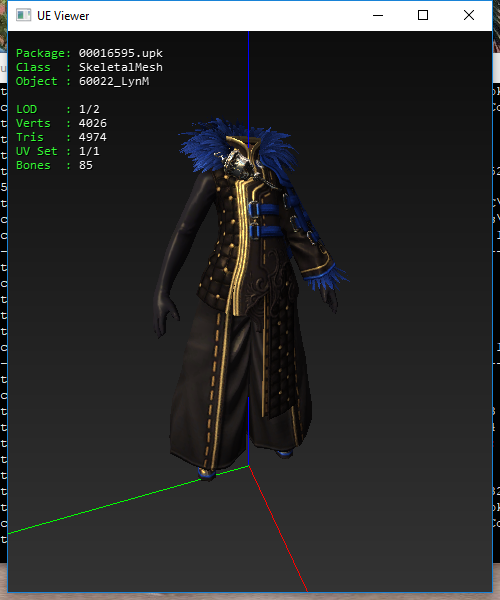 UE Viewer
Package: 00016595.upk
Class : SkeletalMesh
Object : 60022_LynM
LOD : 1/2
Verts : 4026
Tris : 4974
UV Set : 1/1
Bones : 85